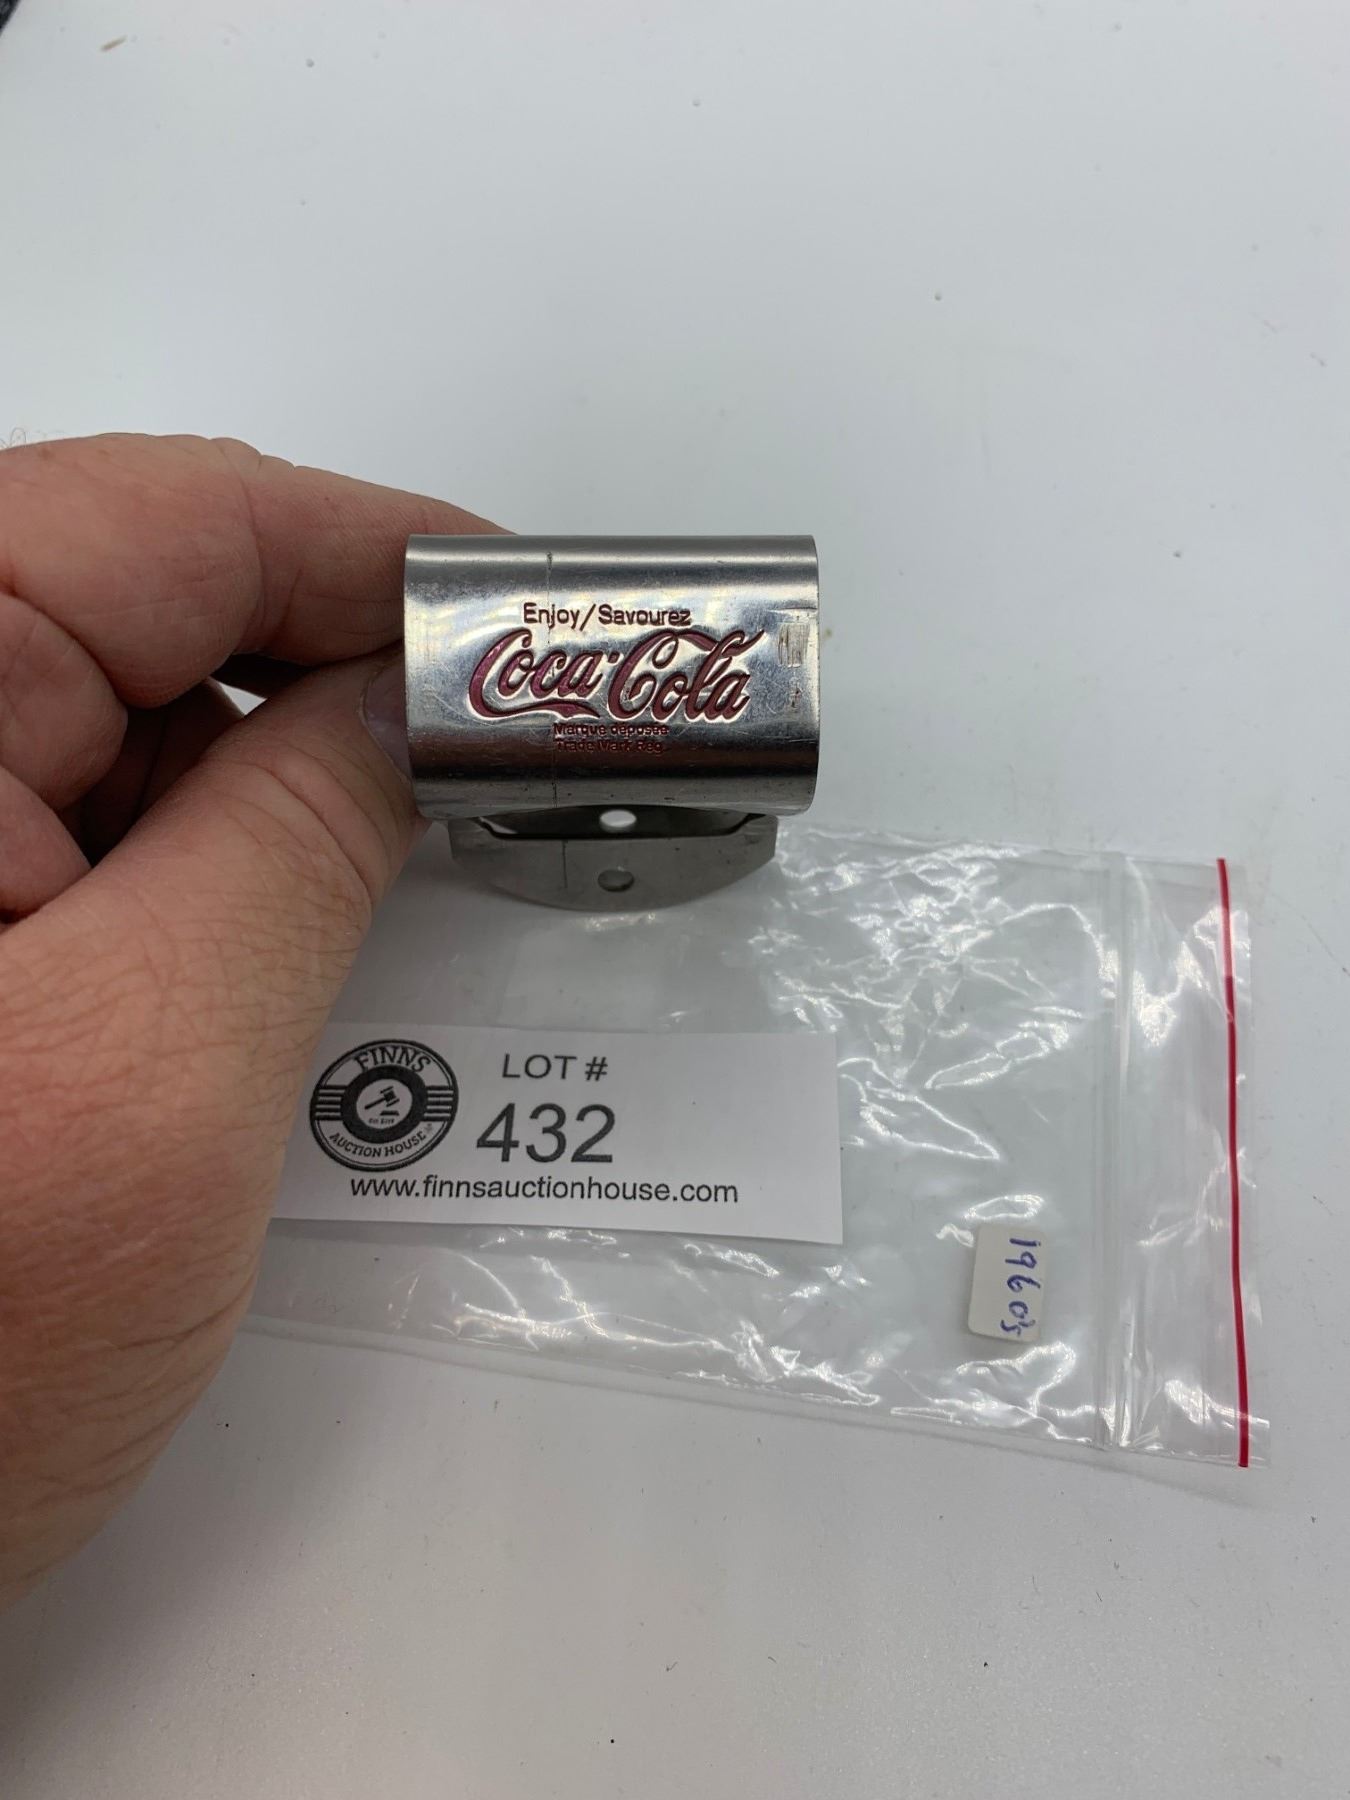 Enjoy/Savourez
Coca-Cola
Marque déposée
Trade Mark Reg.
FINNS
AUCTION HOUSE
LOT #
432
www.finnsauctionhouse.com
1960's